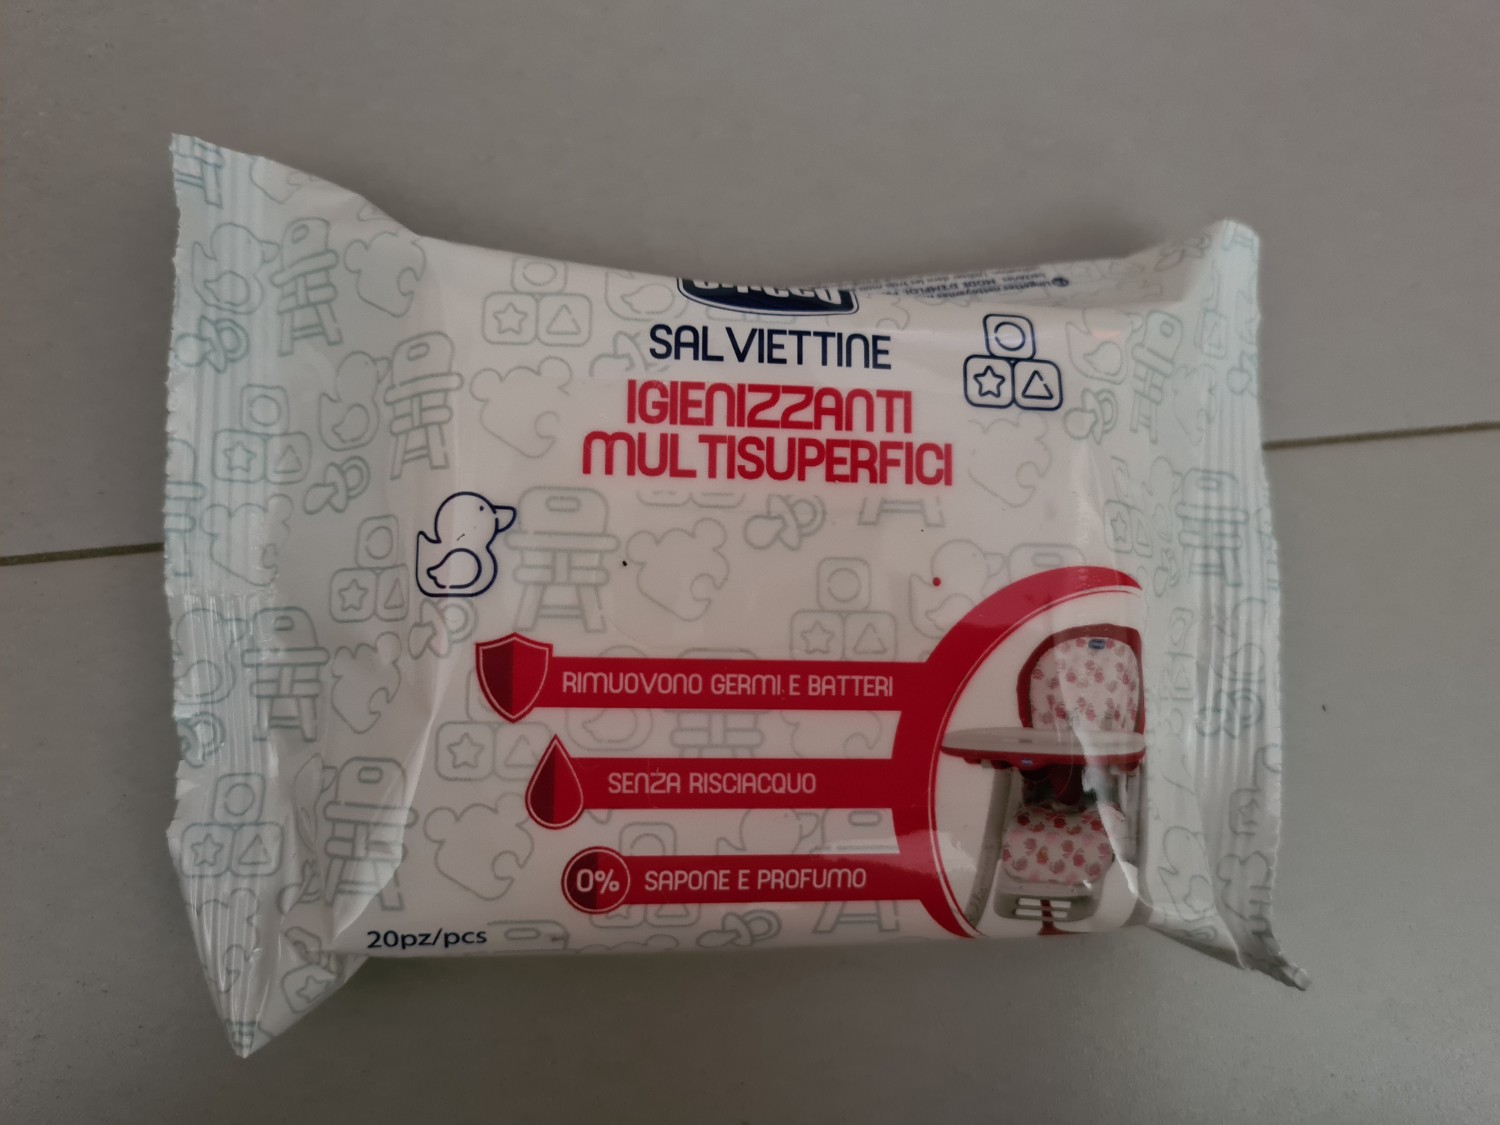 SALVIETTINE
IGIENIZZANTI
MULTISUPERFICI
RIMUOVONO GERMI E BATTERI
SENZA RISCIACQUO
0% SAPONE E PROFUMO
20pz/pcs